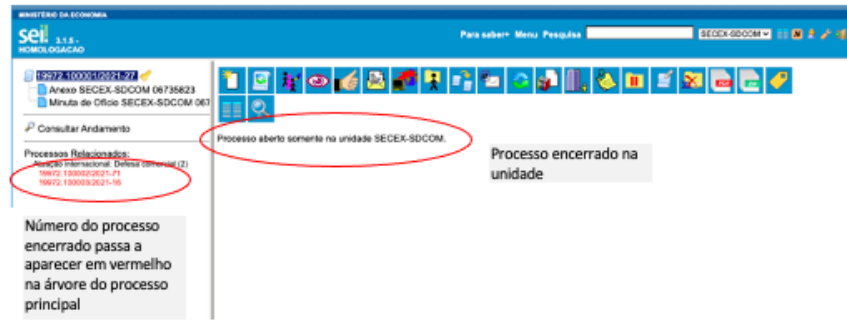 MINISTÉRIO DA ECONOMIA
sei! 3.1.5 -
HOMOLOGACAO
Para saber+ Menu Pesquisa
SECEX-SDCOM
19972.100001/2021-27
Anexo SECEX-SDCOM 06735823
Minuta de Ofício SECEX-SDCOM 067
Consultar Andamento
Processo aberto somente na unidade SECEX-SDCOM.
Processos Relacionados:
Atuação internacional: Defesa comercial (2)
19972.100002/2021-71
19972.100003/2021-16
Processo encerrado na
unidade
Número do processo
encerrado passa a
aparecer em vermelho
na árvore do processo
principal